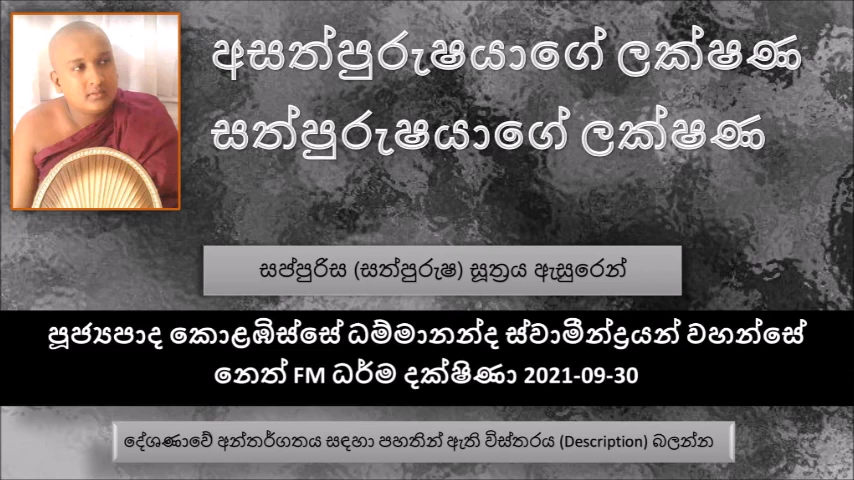 අසත්පුරුෂයාගේ ලක්ෂණ
සත්පුරුෂයාගේ ලක්ෂණ
සප්පුරිස (සත්පුරුෂ) සූත්‍රය ඇසුරෙන්
පූජ්‍යපාද කොළඹිස්සේ ධම්මානන්ද ස්වාමීන්ද්‍රයන් වහන්සේ
නෙත් FM ධර්ම දක්ෂිණා 2021-09-30
දේශණාවේ අන්තර්ගතය සඳහා පහතින් ඇති විස්තරය (Description) බලන්න